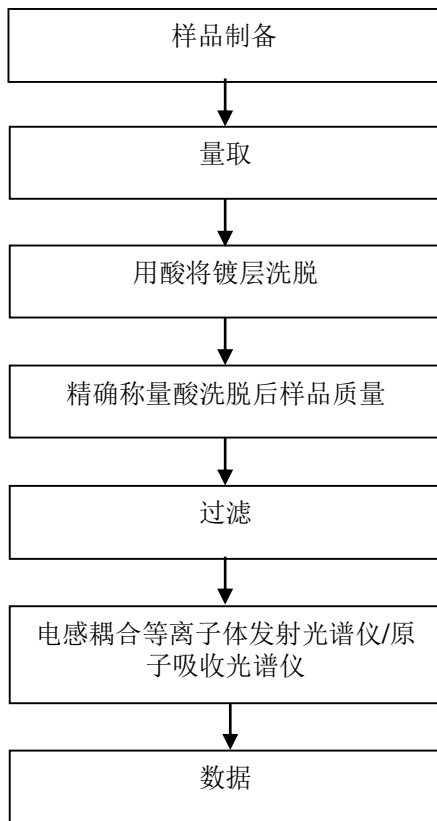 样品制备
量取
用酸将镀层洗脱
精确称量酸洗脱后样品质量
过滤
电感耦合等离子体发射光谱仪/原
子吸收光谱仪
数据